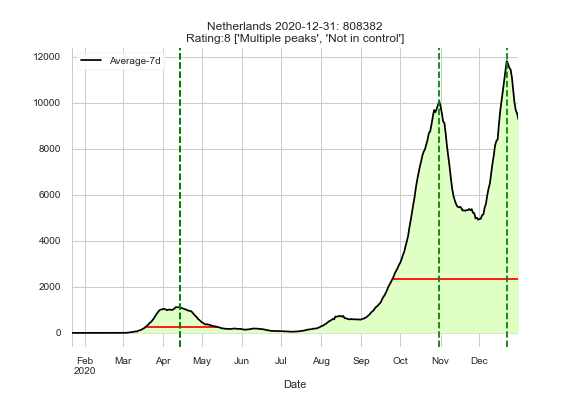 Netherlands 2020-12-31: 808382
Rating:8 ['Multiple peaks', 'Not in control']
Average-7d
12000
10000
8000
6000
4000
2000
0
Feb Mar Apr May Jun Jul Aug Sep Oct Nov Dec
2020
Date